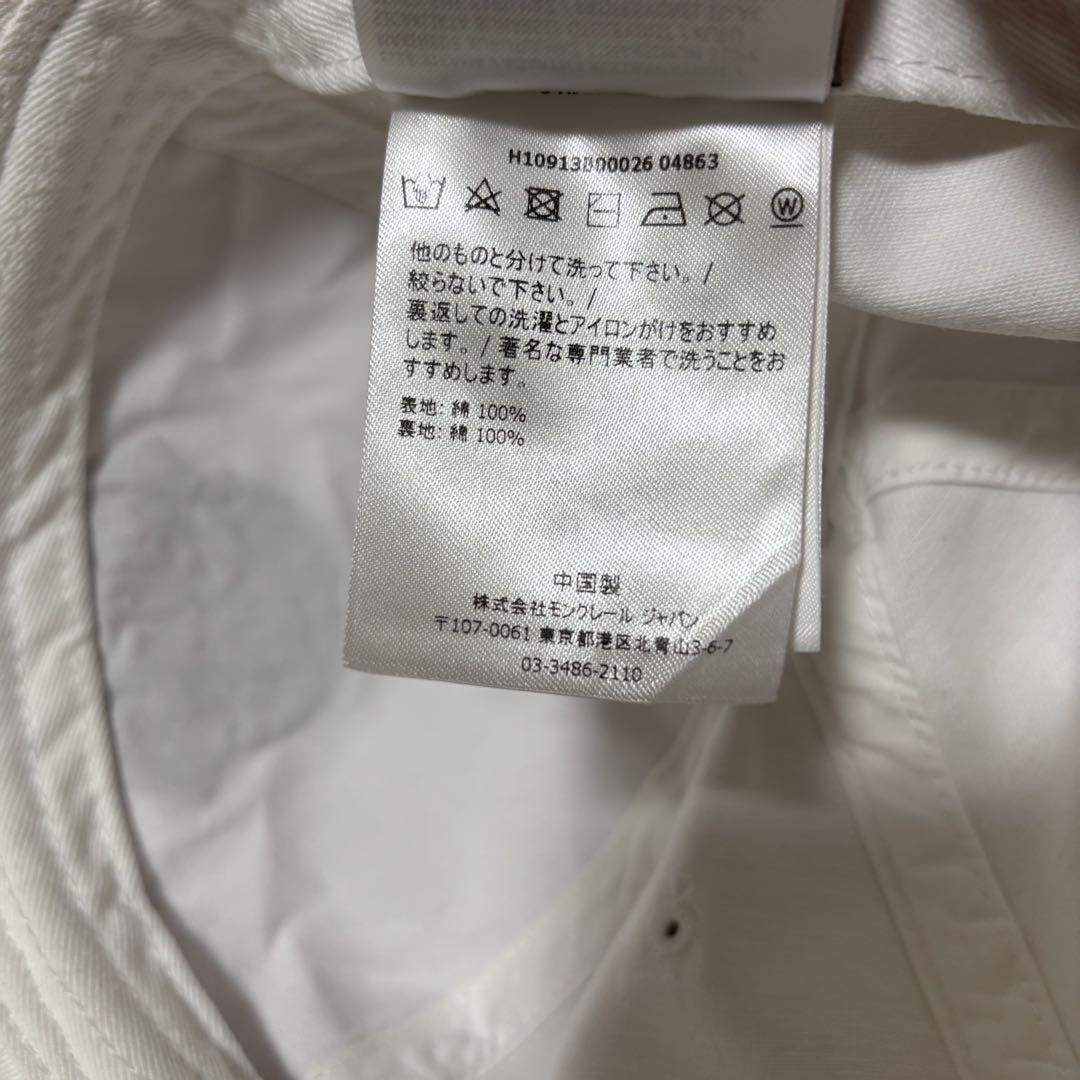 H10913B00026 04863
W
他のものと分けて洗って下さい。/
絞らないで下さい。/
裏返しての洗濯とアイロンがけをおすすめ
します。/ 著名な専門業者で洗うことをお
すすめします。
表地: 綿 100%
裏地: 綿 100%
中国製
株式会社モンクレール ジャパン
〒107-0061 東京都港区北青山3-6-7
03-3486-2110